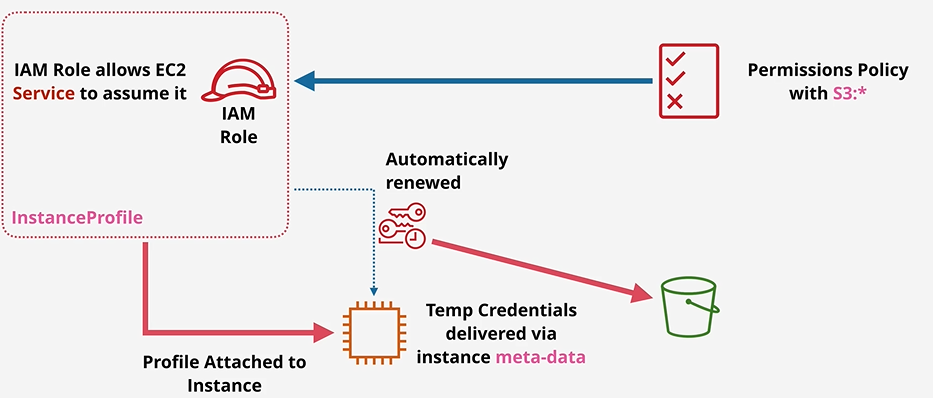 IAM Role allows EC2
Service to assume it
IAM
Role
InstanceProfile
Permissions Policy
with S3:*
Automatically
renewed
Temp Credentials
delivered via
instance meta-data
Profile Attached to
Instance